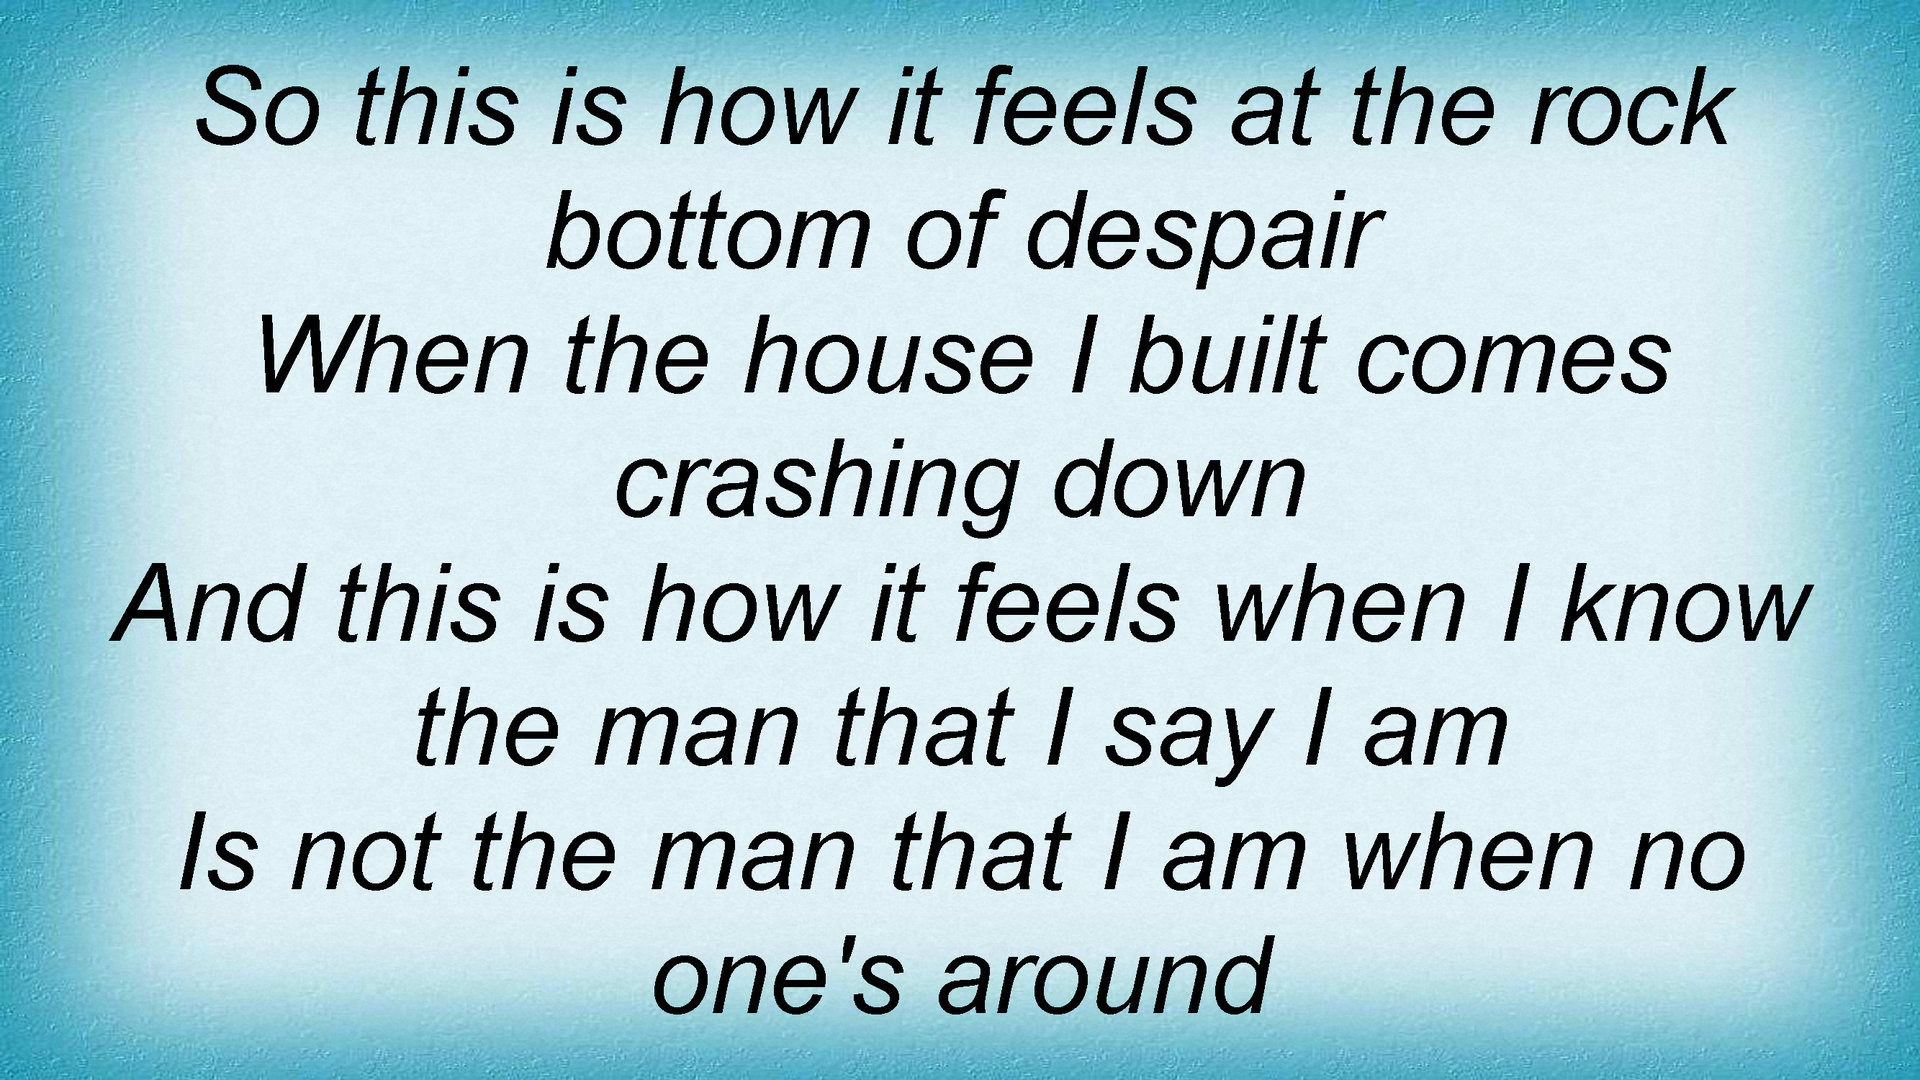 So this is how it feels at the rock
bottom of despair
When the house I built comes
crashing down
And this is how it feels when I know
the man that I say I am
Is not the man that I am when no
one's around